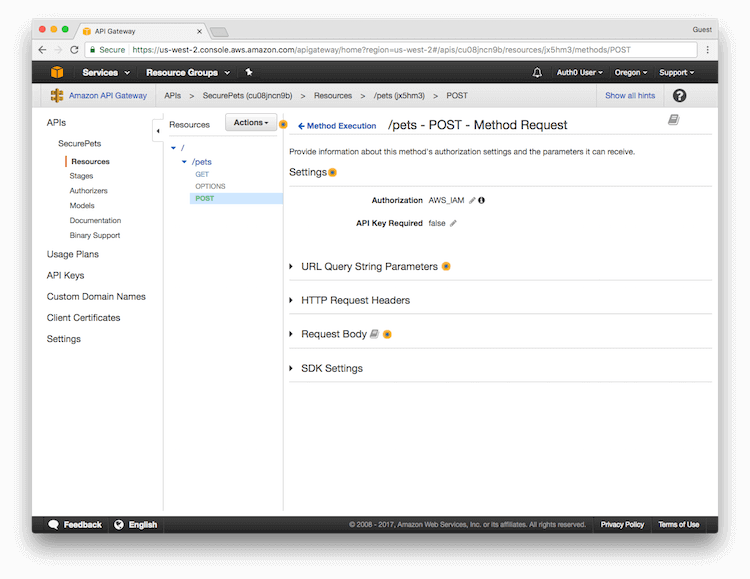 API Gateway
Guest
Secure https://us-west-2.console.aws.amazon.com/apigateway/home?region=us-west-2#/apis/cu08jncn9b/resources/jx5hm3/methods/POST
Services Resource Groups Auth0 User Oregon Support
Amazon API Gateway APIs > SecurePets (cu08jncn9b) > Resources > /pets (jx5hm3) > POST Show all hints ?
APIs
SecurePets
Resources
Stages
Authorizers
Models
Documentation
Binary Support
Usage Plans
API Keys
Custom Domain Names
Client Certificates
Settings
Resources Actions
/
/pets
GET
OPTIONS
POST
Method Execution /pets - POST - Method Request
Provide information about this method's authorization settings and the parameters it can receive.
Settings
Authorization AWS_IAM
API Key Required false
URL Query String Parameters
HTTP Request Headers
Request Body
SDK Settings
Feedback English © 2008 - 2017, Amazon Web Services, Inc. or its affiliates. All rights reserved. Privacy Policy Terms of Use